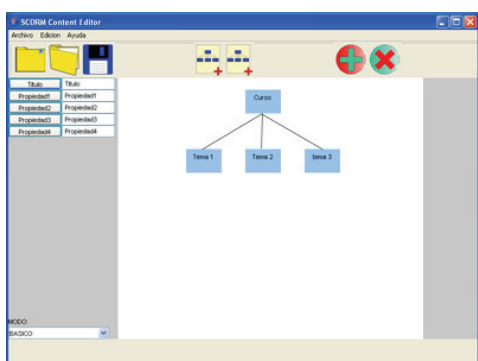 SCORM Content Editor
Archivo Edicion Ayuda
Titulo Titulo
Propiedad1 Propiedad1
Propiedad2 Propiedad2
Propiedad3 Propiedad3
Propiedad4 Propiedad4
Curso
Tema 1 Tema 2 tema 3
MODO:
BASICO